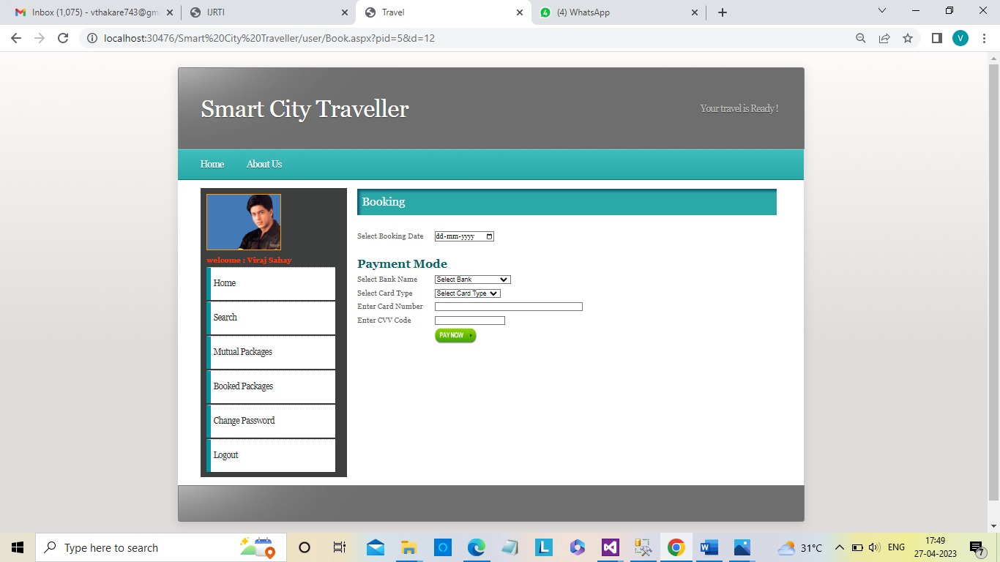 Inbox (1,075) - vthakare743@gm
IJRTI
Travel
(4) WhatsApp
localhost:30476/Smart%20City%20Traveller/user/Book.aspx?pid=5&d=12
V
Smart City Traveller
Your travel is Ready !
Home About Us
welcome : Viraj Sahay
Home
Search
Mutual Packages
Booked Packages
Change Password
Logout
Booking
Select Booking Date dd-mm-yyyy
Payment Mode
Select Bank Name Select Bank
Select Card Type Select Card Type
Enter Card Number
Enter CVV Code
PAY NOW
Type here to search
31°C
ENG
17:49
27-04-2023
7